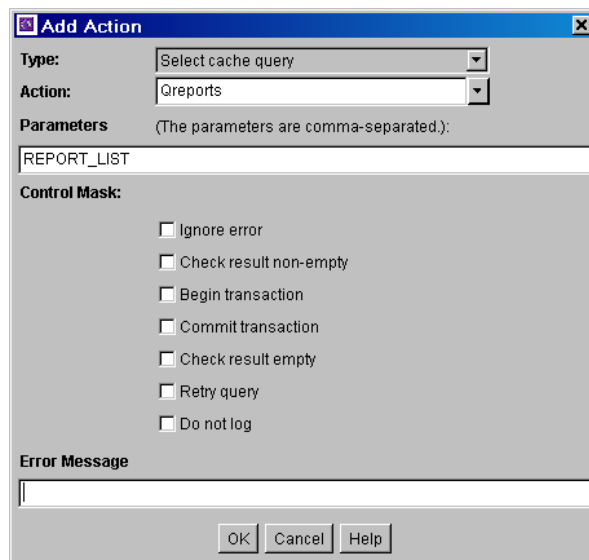 Add Action
Type: Select cache query
Action: Qreports
Parameters (The parameters are comma-separated.):
REPORT_LIST
Control Mask:
Ignore error
Check result non-empty
Begin transaction
Commit transaction
Check result empty
Retry query
Do not log
Error Message
OK Cancel Help